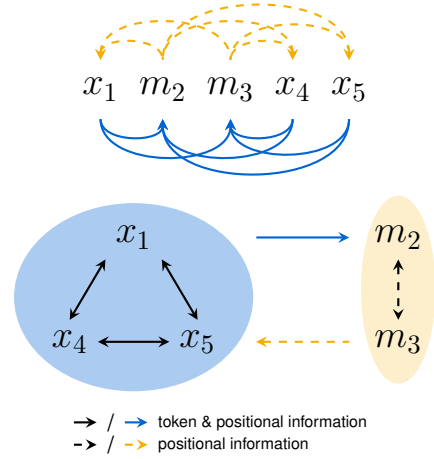 x₁ m₂ m₃ x₄ x₅
x₁ m₂
x₄ x₅ m₃
/ token & positional information
/ positional information